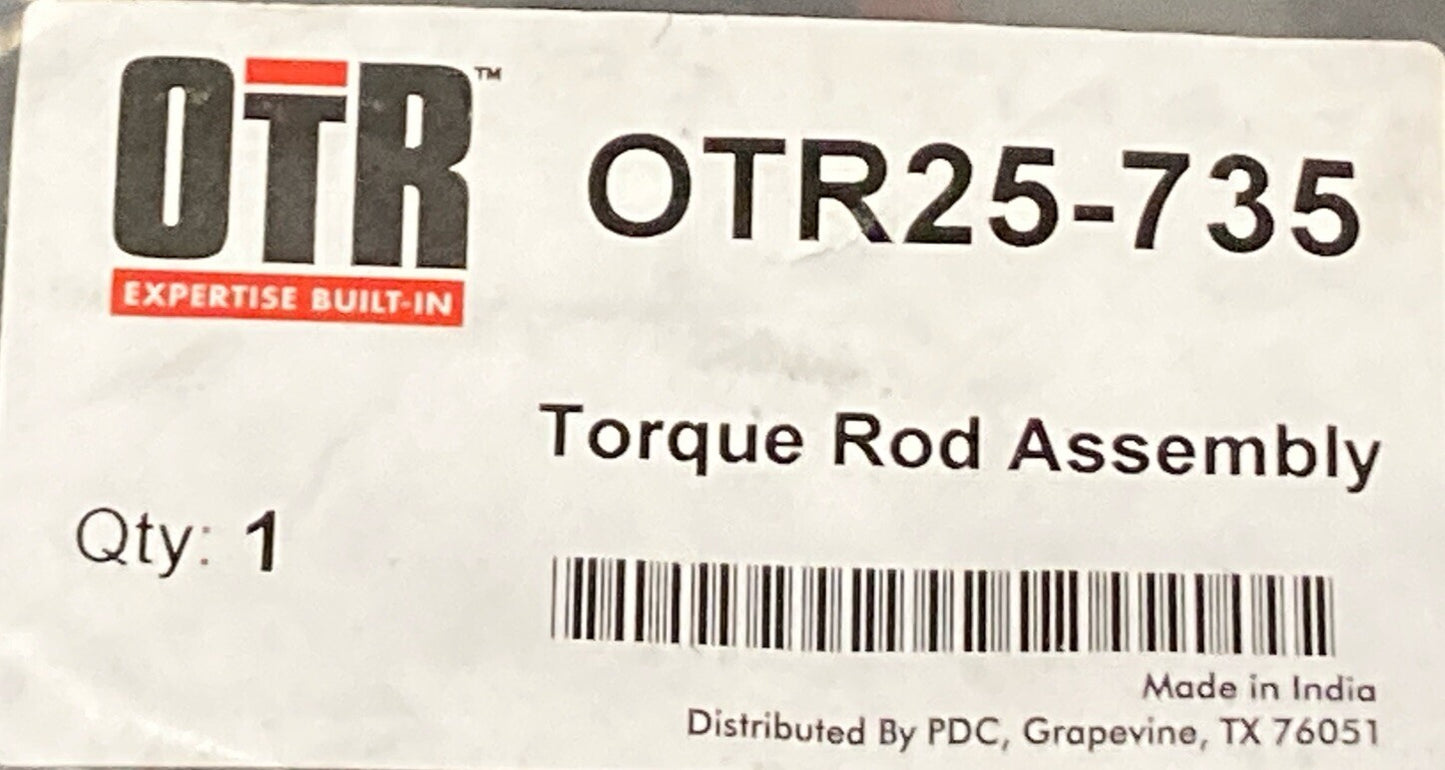 OTR™
EXPERTISE BUILT-IN
OTR25-735
Torque Rod Assembly
Qty: 1
Made in India
Distributed By PDC, Grapevine, TX 76051